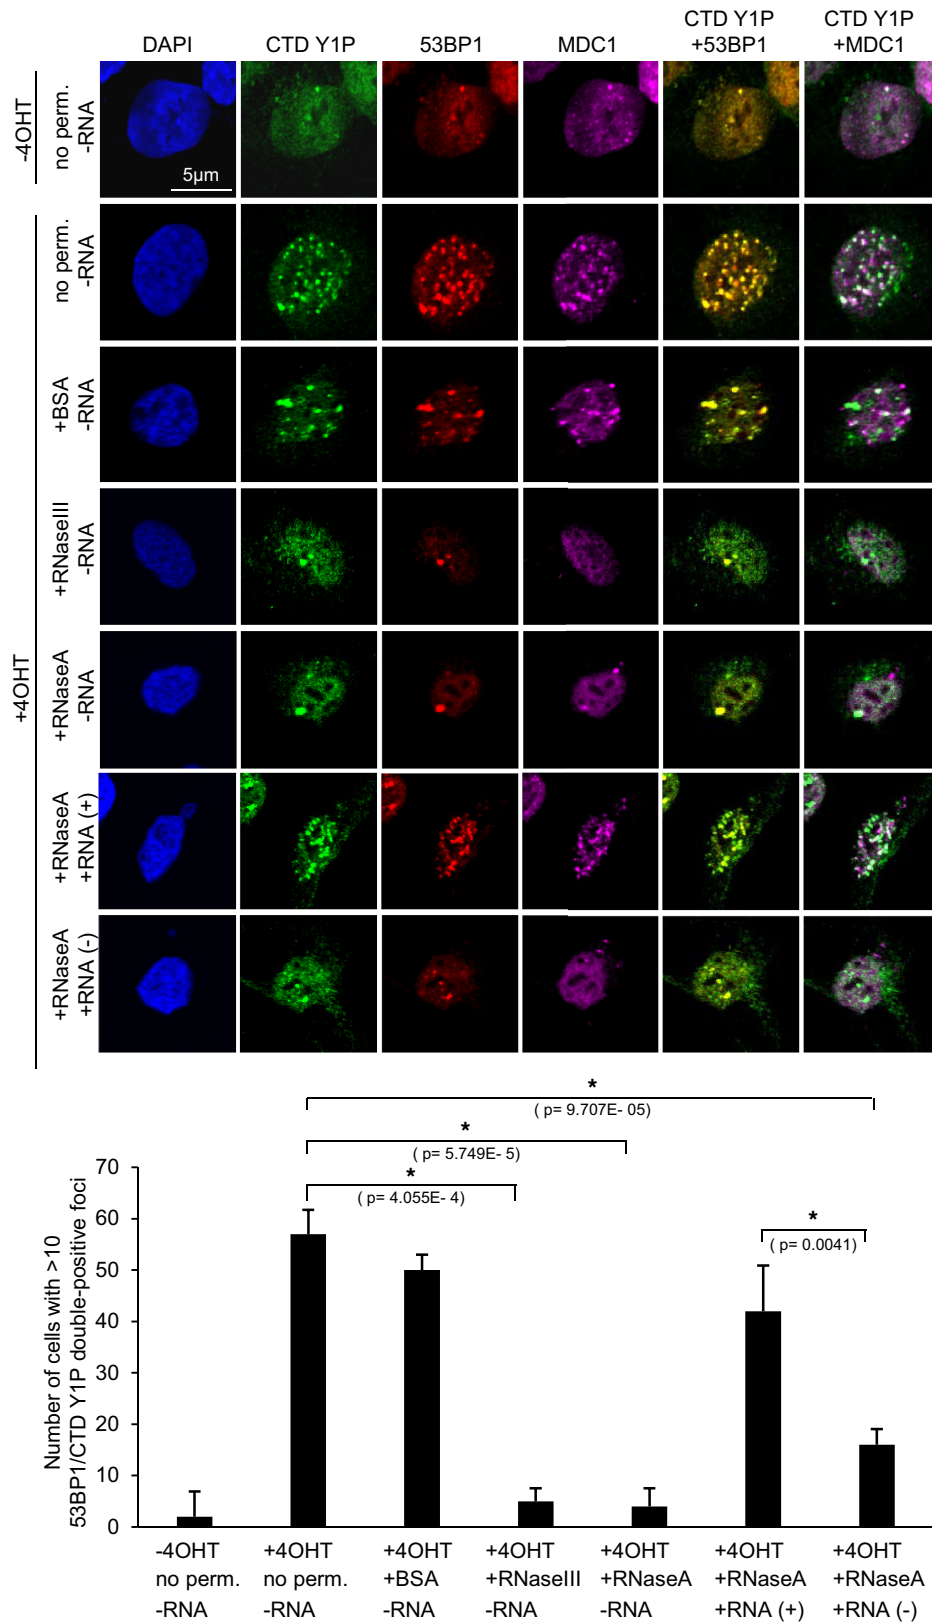 DAPI CTD Y1P 53BP1 MDC1 CTD Y1P +53BP1 CTD Y1P +MDC1
-4OHT
no perm.
-RNA
5µm
+4OHT
no perm.
-RNA
+BSA
-RNA
+RNaseIII
-RNA
+RNaseA
-RNA
+RNaseA
+RNA (+)
+RNaseA
+RNA (-)
*
( p= 9.707E- 05)
*
( p= 5.749E- 5)
*
( p= 4.055E- 4)
*
( p= 0.0041)
Number of cells with >10
53BP1/CTD Y1P double-positive foci
70
60
50
40
30
20
10
0
-4OHT +4OHT +4OHT +4OHT +4OHT +4OHT +4OHT
no perm. no perm. +BSA +RNaseIII +RNaseA +RNaseA +RNaseA
-RNA -RNA -RNA -RNA -RNA +RNA (+) +RNA (-)